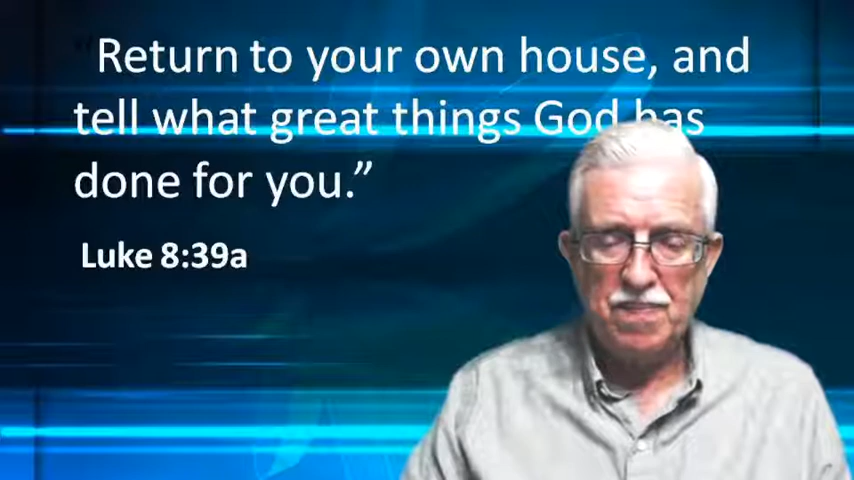 “Return to your own house, and
tell what great things God has
done for you.”
Luke 8:39a